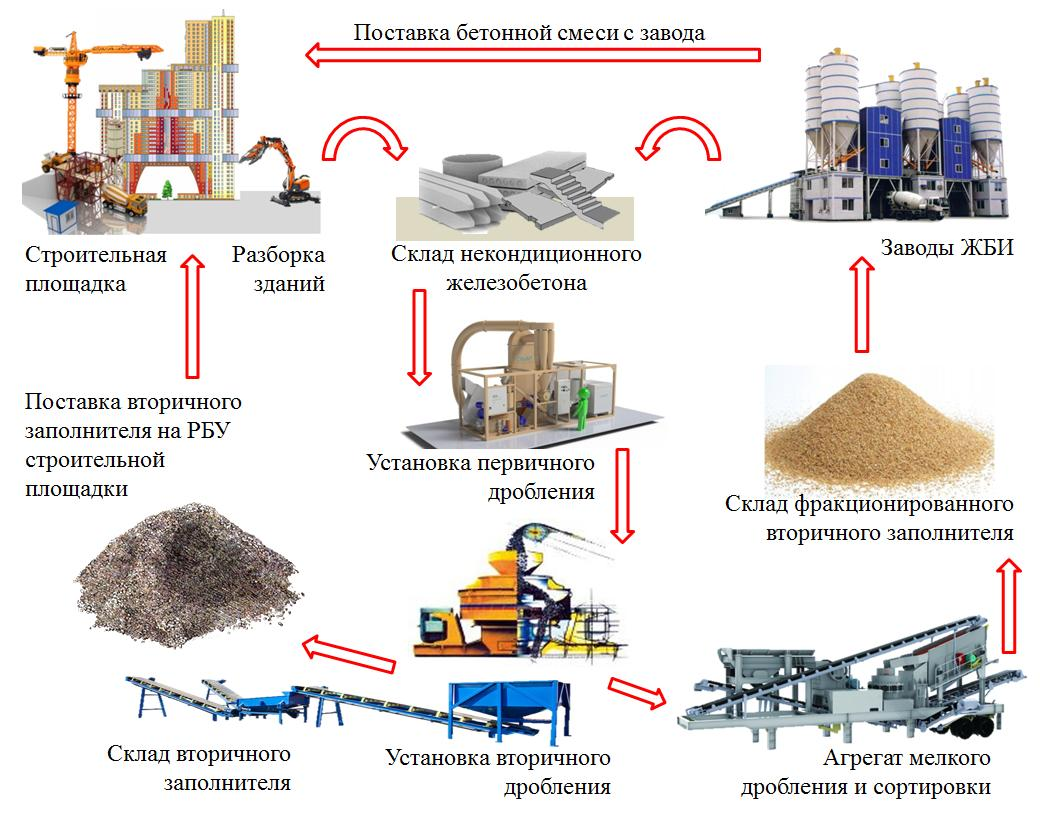 Поставка бетонной смеси с завода
Строительная
площадка
Разборка
зданий
Склад некондиционного
железобетона
Заводы ЖБИ
Поставка вторичного
заполнителя на РБУ
строительной
площадки
Установка первичного
дробления
Склад фракционированного
вторичного заполнителя
Склад вторичного
заполнителя
Установка вторичного
дробления
Агрегат мелкого
дробления и сортировки